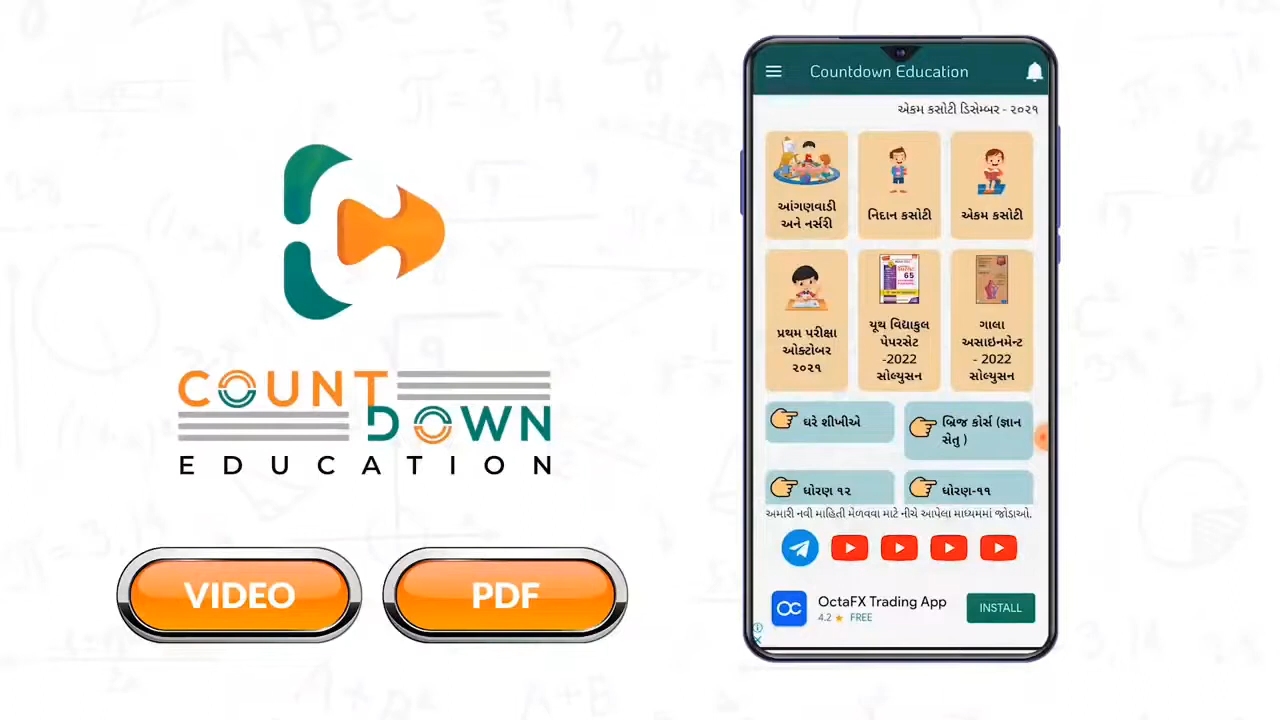 COUNT
DOWN
EDUCATION
VIDEO
PDF
Countdown Education
એકમ કસોટી ડિસેમ્બર - ૨૦૨૧
આંગણવાડી
અને નર્સરી
નિદાન કસોટી
એકમ કસોટી
પ્રથમ પરીક્ષા
ઓક્ટોબર
૨૦૨૧
65
યૂથ વિદ્યાકુલ
પેપરસેટ
-2022
સોલ્યુસન
ગાલા
અસાઇનમેન્ટ
- 2022
સોલ્યુસન
ઘરે શીખીએ
બ્રિજ કોર્સ (જ્ઞાન
સેતુ )
ધોરણ ૧૨
ધોરણ-૧૧
અમારી નવી માહિતી મેળવવા માટે નીચે આપેલા માધ્યમમાં જોડાઓ.
OctaFX Trading App
4.2 ★ FREE
INSTALL